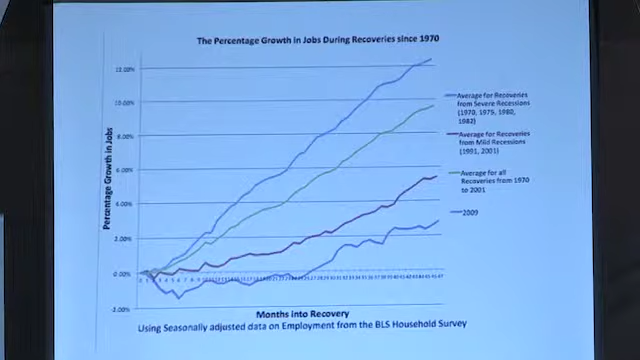 The Percentage Growth in Jobs During Recoveries since 1970
12.00%
10.00%
8.00%
6.00%
4.00%
2.00%
0.00%
Percentage Growth in Jobs
Average for Recoveries
from Severe Recessions
(1970, 1975, 1980,
1982)
Average for Recoveries
from Mild Recessions
(1991, 2001)
Average for all
Recoveries from 1970
to 2001
2009
Months into Recovery
Using Seasonally adjusted data on Employment from the BLS Household Survey